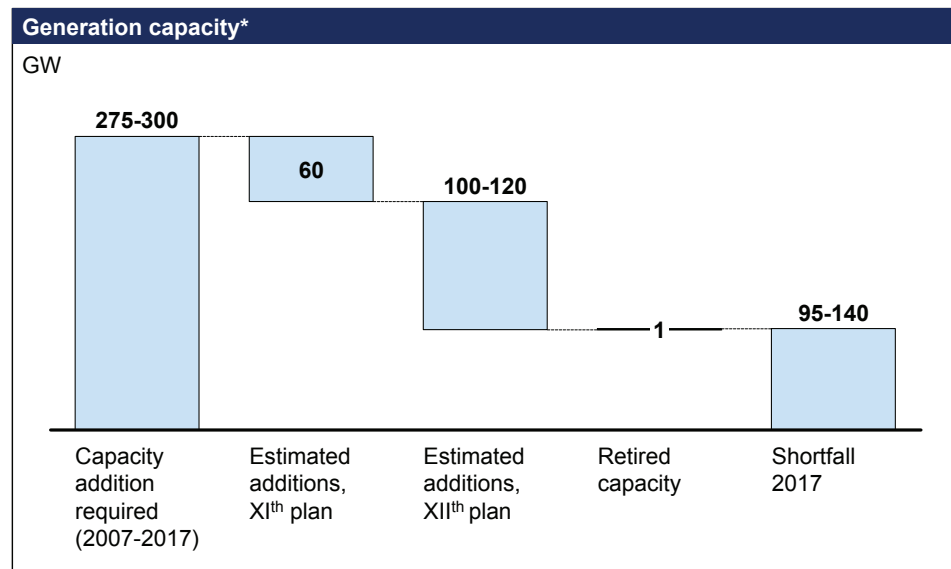 Generation capacity*
GW
275-300
60
100-120
1
95-140
Capacity
addition
required
(2007-2017)
Estimated
additions,
XIth plan
Estimated
additions,
XIIth plan
Retired
capacity
Shortfall
2017